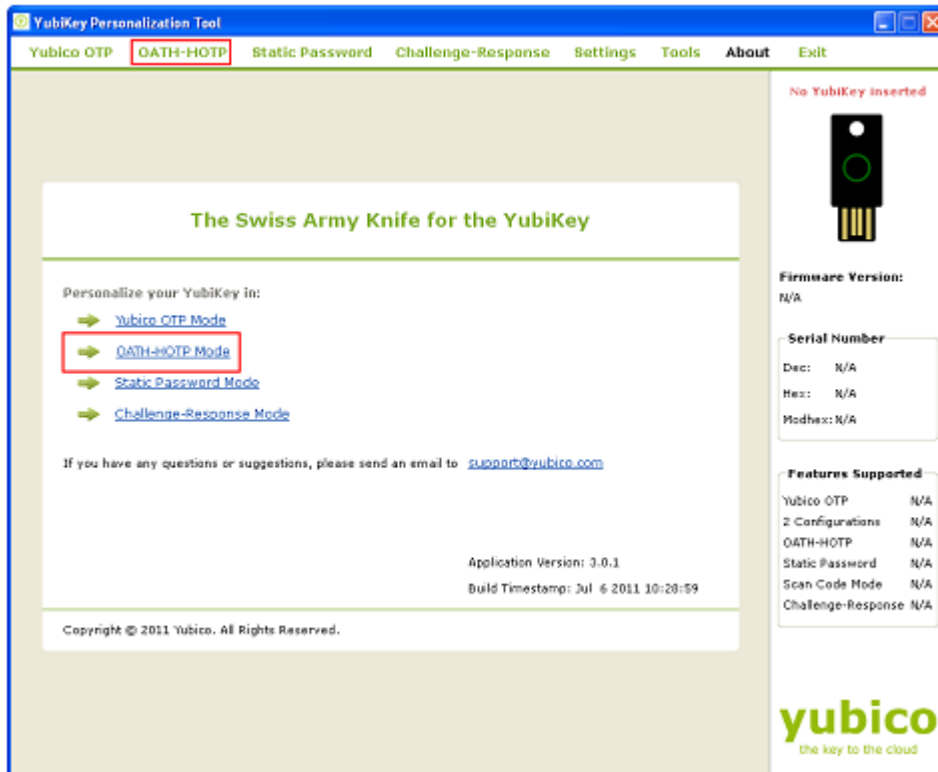 YubiKey Personalization Tool
Yubico OTP OATH-HOTP Static Password Challenge-Response Settings Tools About Exit
No YubiKey inserted
The Swiss Army Knife for the YubiKey
Personalize your YubiKey in:
Yubico OTP Mode
OATH-HOTP Mode
Static Password Mode
Challenge-Response Mode
If you have any questions or suggestions, please send an email to support@yubico.com
Application Version: 3.0.1
Build Timestamp: Jul 6 2011 10:28:59
Copyright © 2011 Yubico. All Rights Reserved.
Firmware Version:
N/A
Serial Number
Dec: N/A
Hex: N/A
Modhex: N/A
Features Supported
Yubico OTP N/A
2 Configurations N/A
OATH-HOTP N/A
Static Password N/A
Scan Code Mode N/A
Challenge-Response N/A
yubico
the key to the cloud